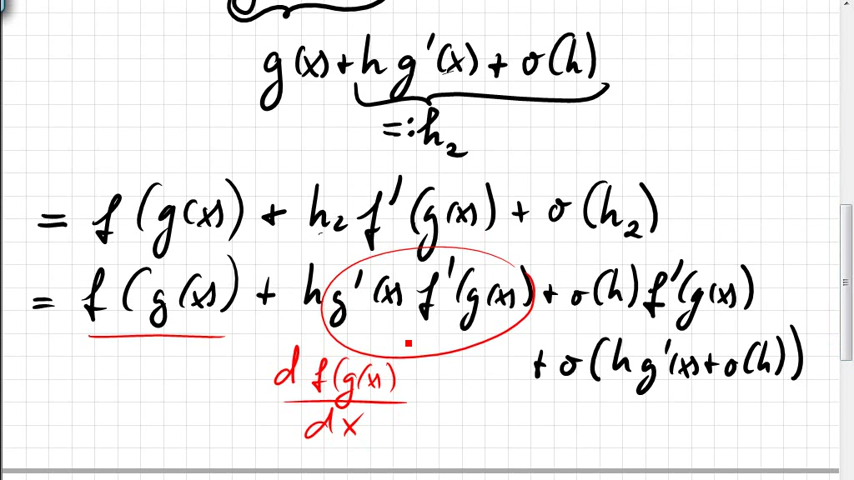 g(x) + h g'(x) + o(h)
=: h₂
= f(g(x)) + h₂ f'(g(x)) + o(h₂)
= f(g(x)) + h g'(x) f'(g(x)) + o(h) f'(g(x))
+ o(h g'(x) + o(h))
d f(g(x))
dx